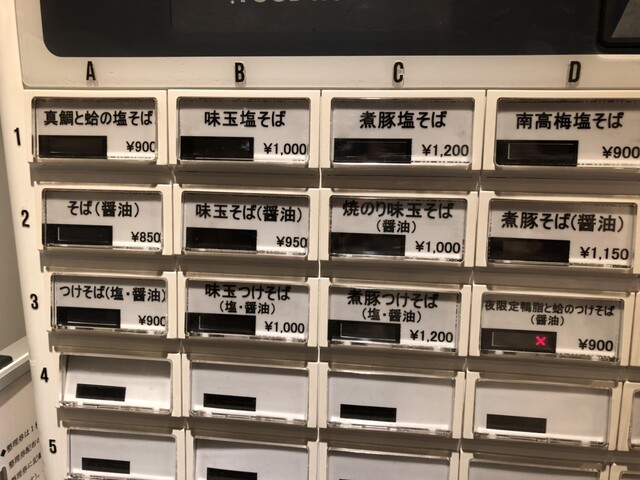 A B C D
1
真鯛と蛤の塩そば
¥900
味玉塩そば
¥1,000
煮豚塩そば
¥1,200
南高梅塩そば
¥900
2
そば(醤油)
¥850
味玉そば(醤油)
¥950
焼のり味玉そば
(醤油)
¥1,000
煮豚そば(醤油)
¥1,150
3
つけそば(塩・醤油)
¥900
味玉つけそば
(塩・醤油)
¥1,000
煮豚つけそば
(塩・醤油)
¥1,200
夜限定鴨脂と蛤のつけそば
(醤油)
×
¥900
4
5